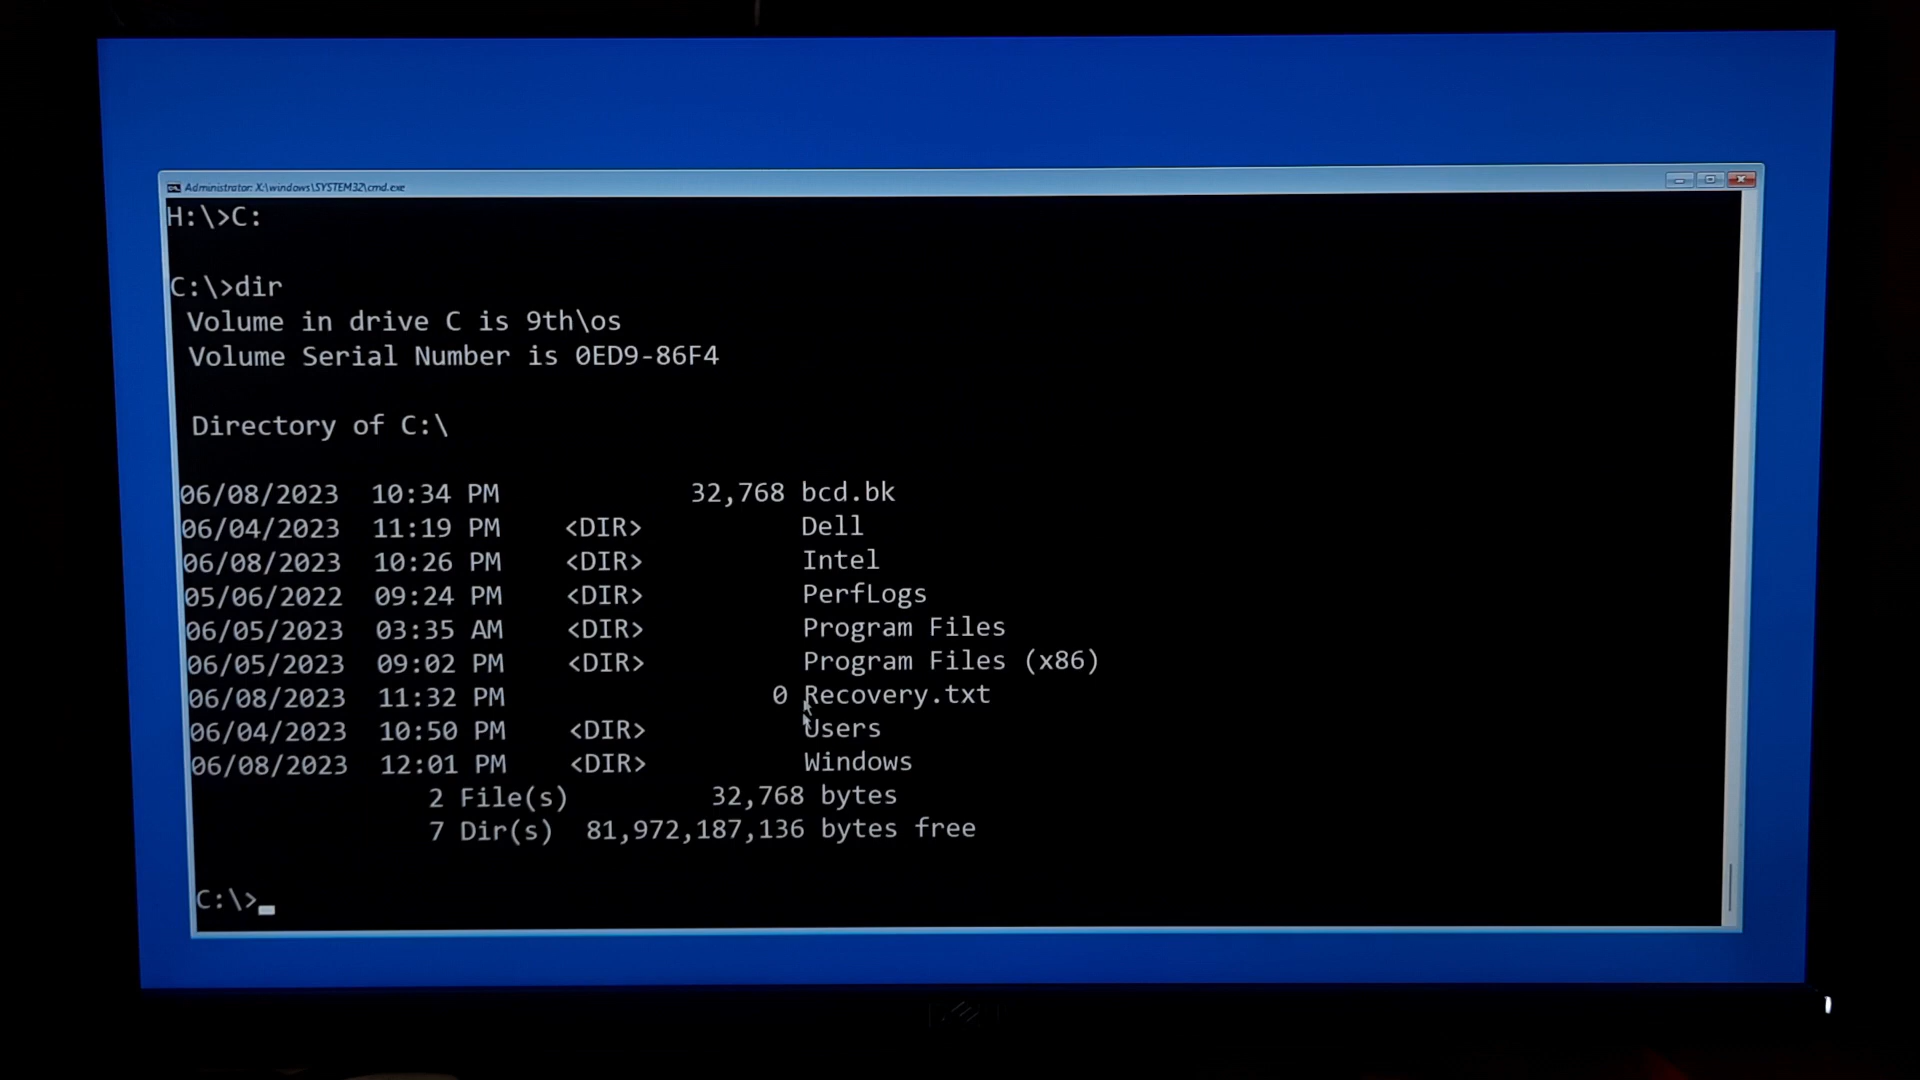 Administrator: X:\windows\SYSTEM32\cmd.exe
H:\>C:
C:\>dir
Volume in drive C is 9th\os
Volume Serial Number is 0ED9-86F4
Directory of C:\
06/08/2023 10:34 PM 32,768 bcd.bk
06/04/2023 11:19 PM <DIR> Dell
06/08/2023 10:26 PM <DIR> Intel
05/06/2022 09:24 PM <DIR> PerfLogs
06/05/2023 03:35 AM <DIR> Program Files
06/05/2023 09:02 PM <DIR> Program Files (x86)
06/08/2023 11:32 PM 0 Recovery.txt
06/04/2023 10:50 PM <DIR> Users
06/08/2023 12:01 PM <DIR> Windows
2 File(s) 32,768 bytes
7 Dir(s) 81,972,187,136 bytes free
C:\>